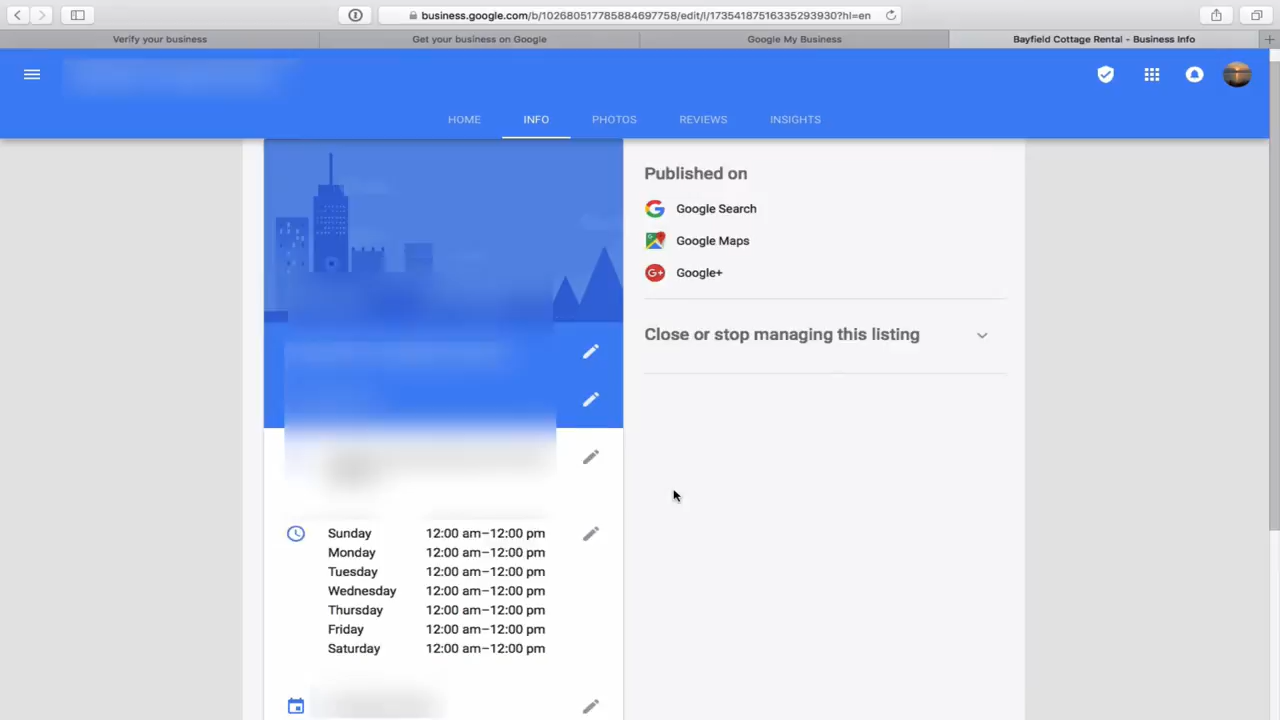 business.google.com/b/102680517785884697758/edit/l/17354187516335293930?hl=en
Verify your business
Get your business on Google
Google My Business
Bayfield Cottage Rental - Business Info
HOME
INFO
PHOTOS
REVIEWS
INSIGHTS
Published on
Google Search
Google Maps
G+ Google+
Close or stop managing this listing
Sunday 12:00 am–12:00 pm
Monday 12:00 am–12:00 pm
Tuesday 12:00 am–12:00 pm
Wednesday 12:00 am–12:00 pm
Thursday 12:00 am–12:00 pm
Friday 12:00 am–12:00 pm
Saturday 12:00 am–12:00 pm